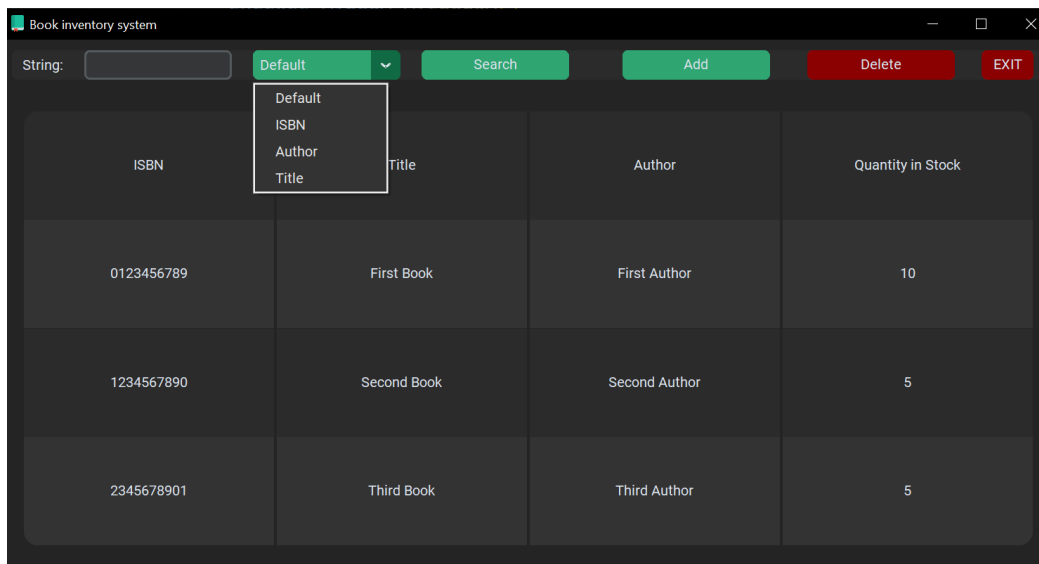 Book inventory system
String: Default Search Add Delete EXIT
Default
ISBN
Author
Title
ISBN Title Author Quantity in Stock
0123456789 First Book First Author 10
1234567890 Second Book Second Author 5
2345678901 Third Book Third Author 5